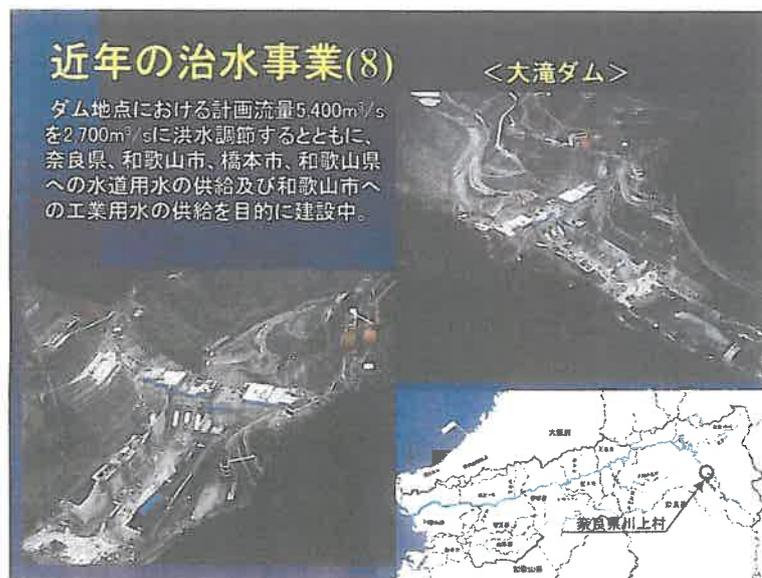 近年の治水事業(8)
＜大滝ダム＞
ダム地点における計画流量5,400m³/s
を2,700m³/sに洪水調節するとともに、
奈良県、和歌山市、橋本市、和歌山県
への水道用水の供給及び和歌山市へ
の工業用水の供給を目的に建設中。
大阪府
奈良県川上村
和歌山県